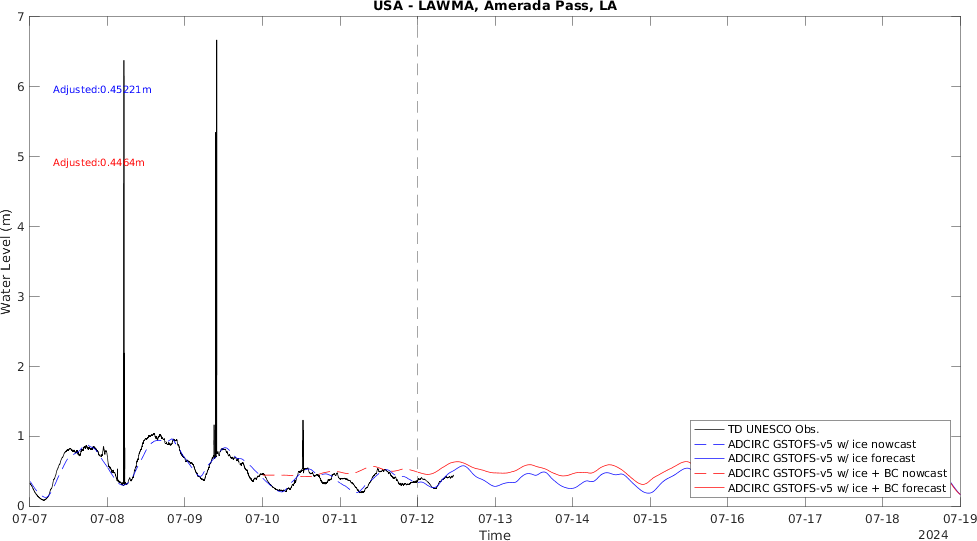 USA - LAWMA, Amerada Pass, LA
7
6
5
4
3
2
1
0
Water Level (m)
Adjusted:0.45221m
Adjusted:0.4464m
TD UNESCO Obs.
ADCIRC GSTOFS-v5 w/ ice nowcast
ADCIRC GSTOFS-v5 w/ ice forecast
ADCIRC GSTOFS-v5 w/ ice + BC nowcast
ADCIRC GSTOFS-v5 w/ ice + BC forecast
07-07 07-08 07-09 07-10 07-11 07-12 07-13 07-14 07-15 07-16 07-17 07-18 07-19
Time
2024